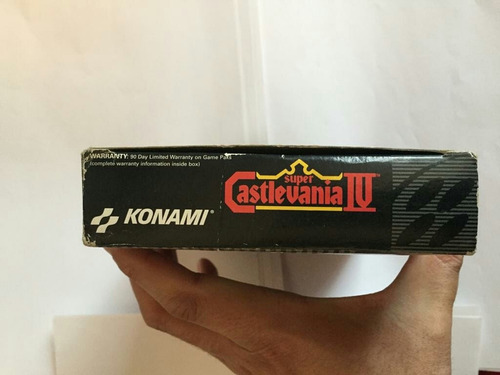 WARRANTY: 90 Day Limited Warranty on Game Paks
(complete warranty information inside box)
KONAMI®
super
Castlevania IV